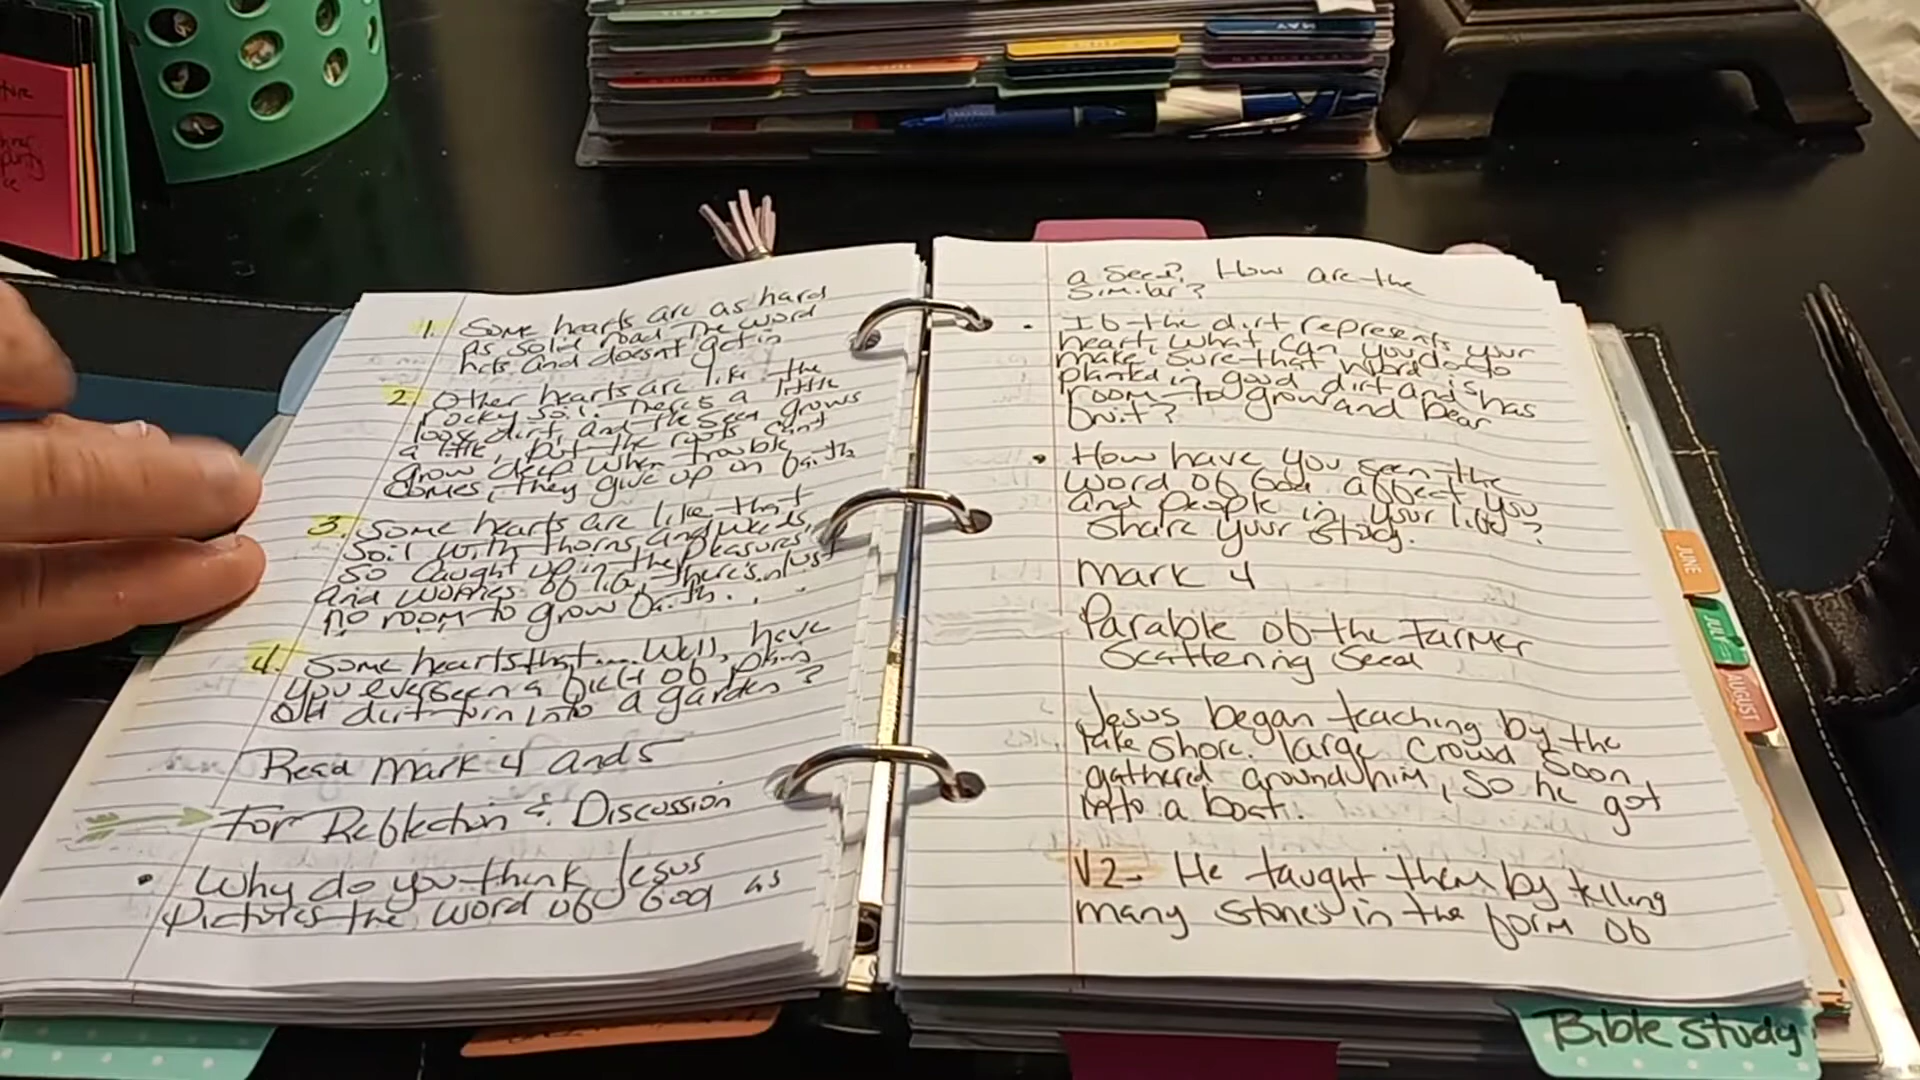 MAY
1. Some hearts are as hard
as solid road. The word
hits and doesnt get in
2. Other hearts are like the
rocky soil. There's a little
loose dirt, and the seed grows
a little, but the roots can't
grow deep when trouble
comes, they give up on faith
3. Some hearts are like that
soil with thorns and weeds,
so caught up in the pleasures
and worries of life, there's just
no room to grow faith.
4. Some hearts that.... Well, have
you ever seen a field of plain
old dirt turn into a garden?
Read Mark 4 and 5
For Reflection & Discussion
• Why do you think Jesus
pictures the word of God as
a seed? How are the
similar?
• If the dirt represents your
heart, what can you do to
make sure that word
planted in good dirt and has
room to grow and bear
fruit?
• How have you seen the
word of God affect you
and people in your life?
Share your study.
Mark 4
Parable of the Farmer
Scattering Seed
Jesus began teaching by the
lake shore. large crowd soon
gathered around him, so he got
into a boat.
V2. He taught them by telling
many stories in the form of
JUNE
JULY
AUGUST
Bible Study